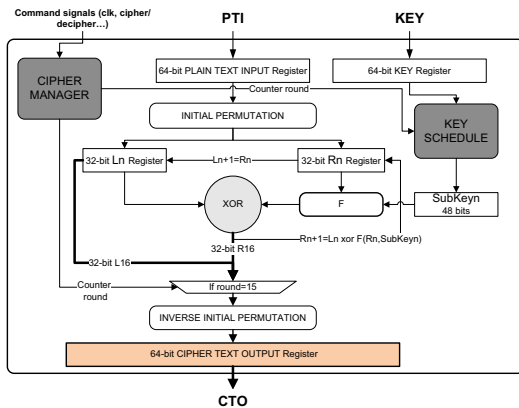 Command signals (clk, cipher/
decipher…)
PTI
KEY
CIPHER
MANAGER
64-bit PLAIN TEXT INPUT Register
64-bit KEY Register
Counter round
INITIAL PERMUTATION
KEY
SCHEDULE
32-bit Ln Register
Ln+1=Rn
32-bit Rn Register
XOR
F
SubKeyn
48 bits
Rn+1=Ln xor F(Rn,SubKeyn)
32-bit R16
32-bit L16
Counter
round
If round=15
INVERSE INITIAL PERMUTATION
64-bit CIPHER TEXT OUTPUT Register
CTO